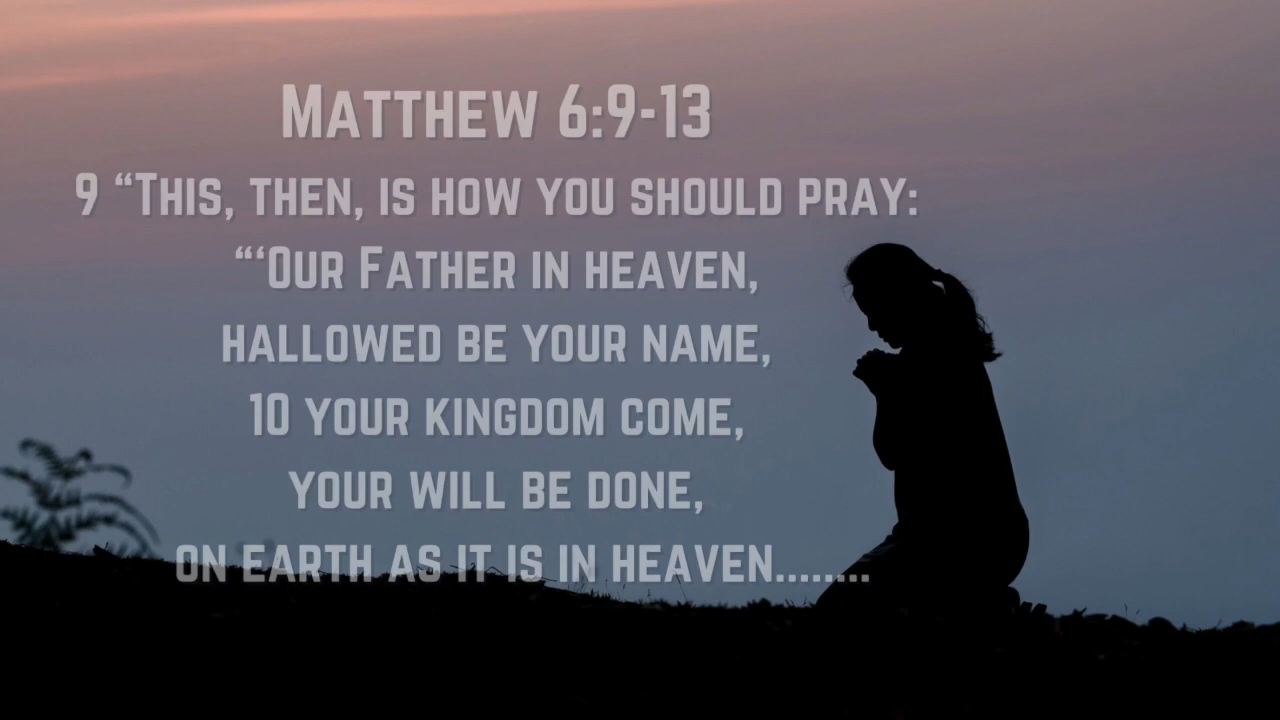 Matthew 6:9-13
9 “This, then, is how you should pray:
“‘Our Father in heaven,
hallowed be your name,
10 your kingdom come,
your will be done,
on earth as it is in heaven........